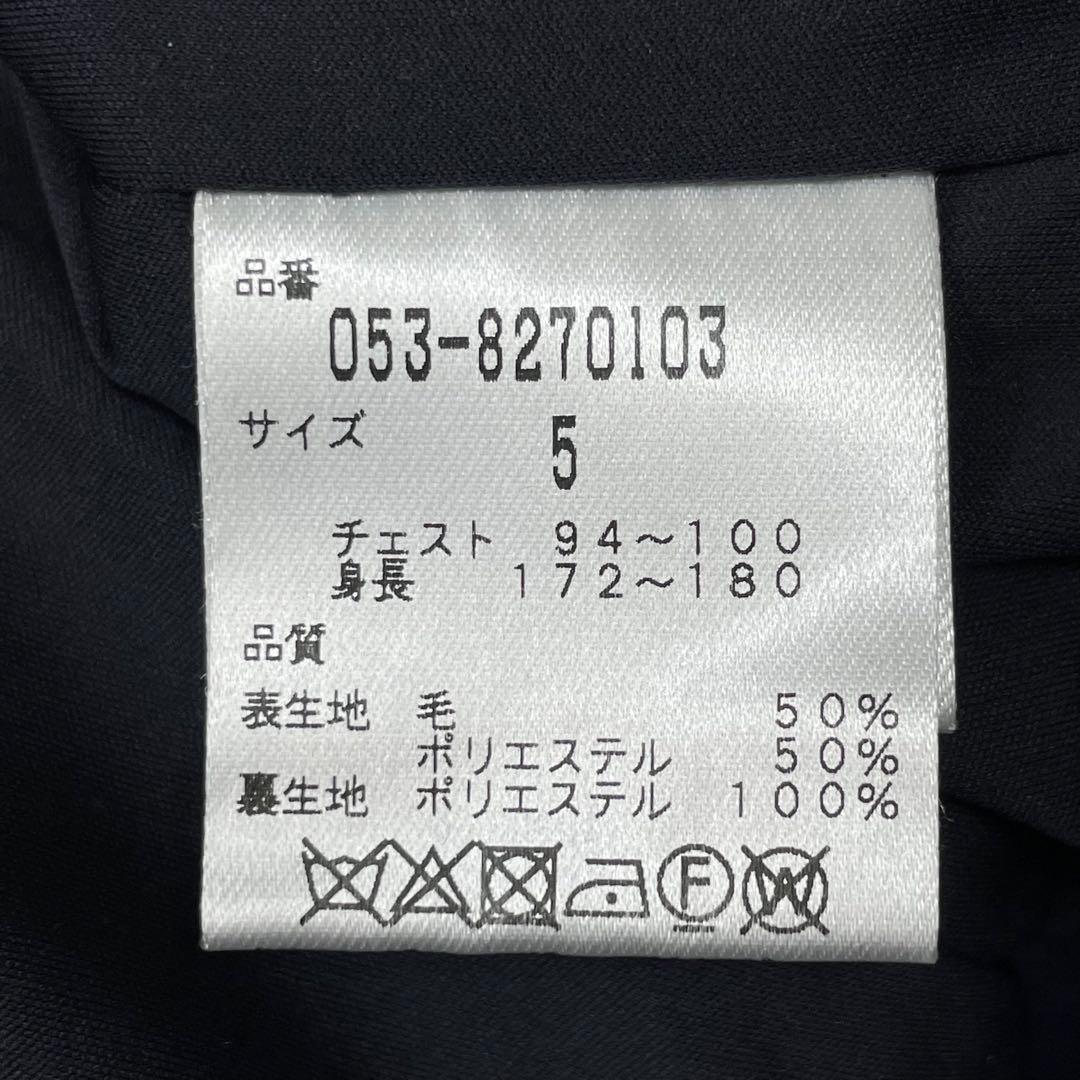 品番
053-8270103
サイズ 5
チェスト 94~100
身長 172~180
品質
表生地 毛 50%
ポリエステル 50%
裏生地 ポリエステル 100%
F W